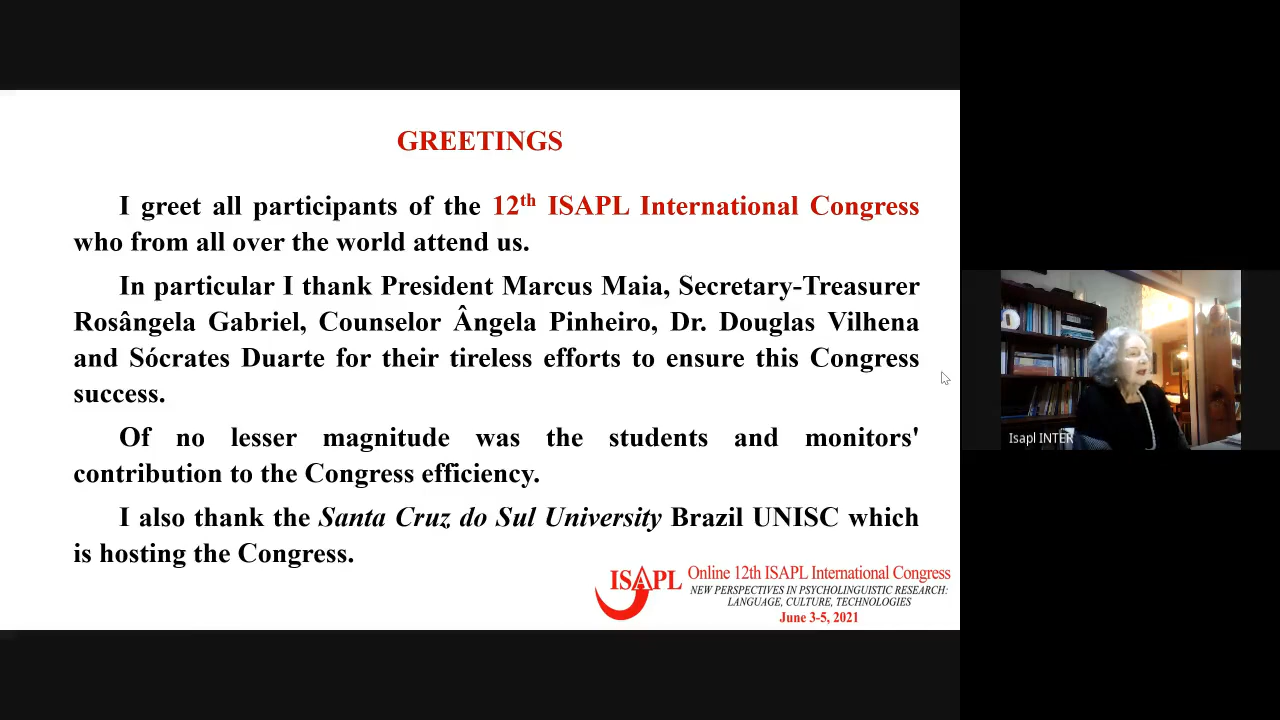 GREETINGS
I greet all participants of the 12th ISAPL International Congress
who from all over the world attend us.
In particular I thank President Marcus Maia, Secretary-Treasurer
Rosângela Gabriel, Counselor Ângela Pinheiro, Dr. Douglas Vilhena
and Sócrates Duarte for their tireless efforts to ensure this Congress
success.
Of no lesser magnitude was the students and monitors'
contribution to the Congress efficiency.
I also thank the Santa Cruz do Sul University Brazil UNISC which
is hosting the Congress.
ISAPL
Online 12th ISAPL International Congress
NEW PERSPECTIVES IN PSYCHOLINGUISTIC RESEARCH:
LANGUAGE, CULTURE, TECHNOLOGIES
June 3-5, 2021
Isapl INTER